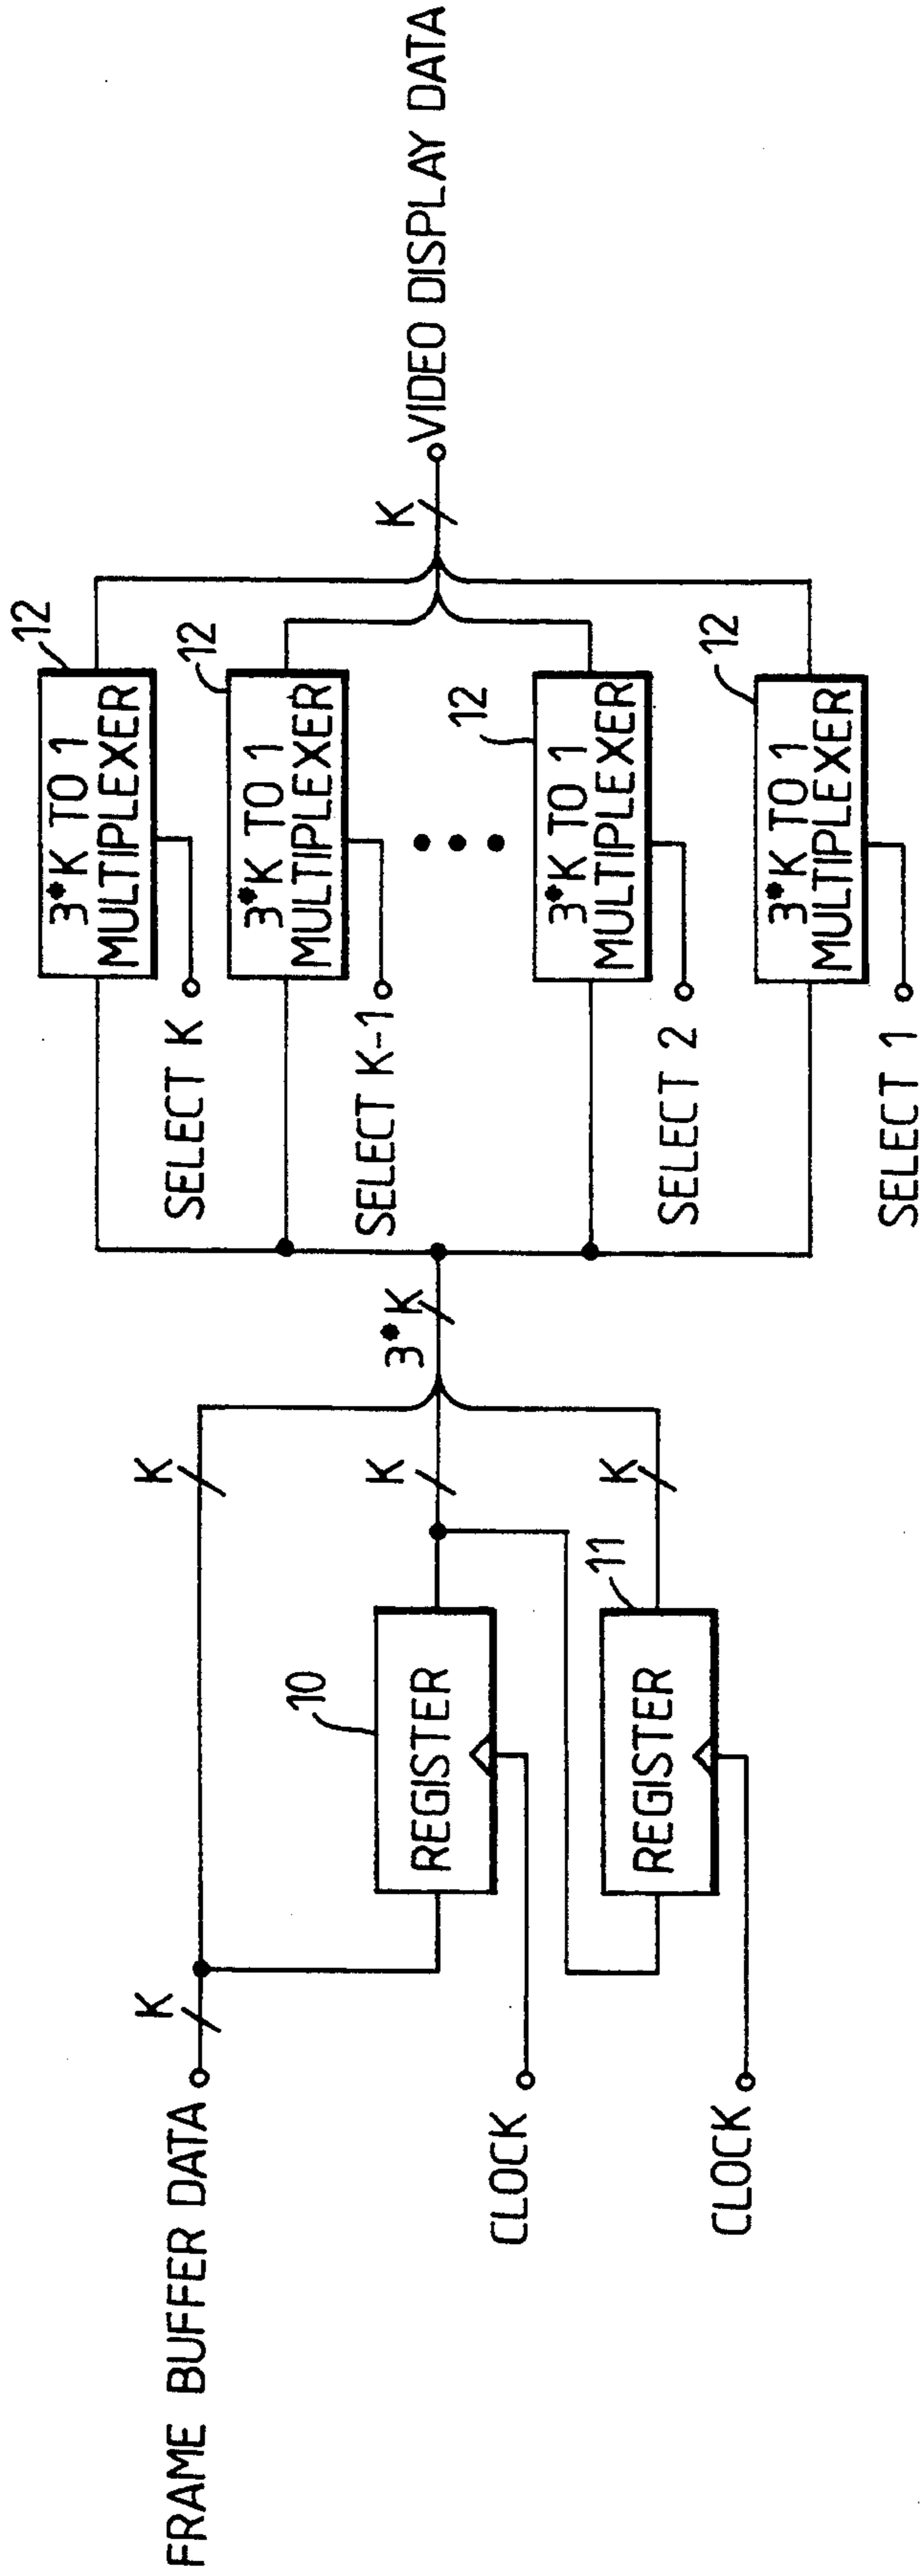 FRAME BUFFER DATA
K
K
CLOCK
REGISTER
10
K
CLOCK
REGISTER
11
K
3*K
SELECT K
3*K TO 1
MULTIPLEXER
12
SELECT K-1
3*K TO 1
MULTIPLEXER
12
SELECT 2
3*K TO 1
MULTIPLEXER
12
SELECT 1
3*K TO 1
MULTIPLEXER
12
K
VIDEO DISPLAY DATA